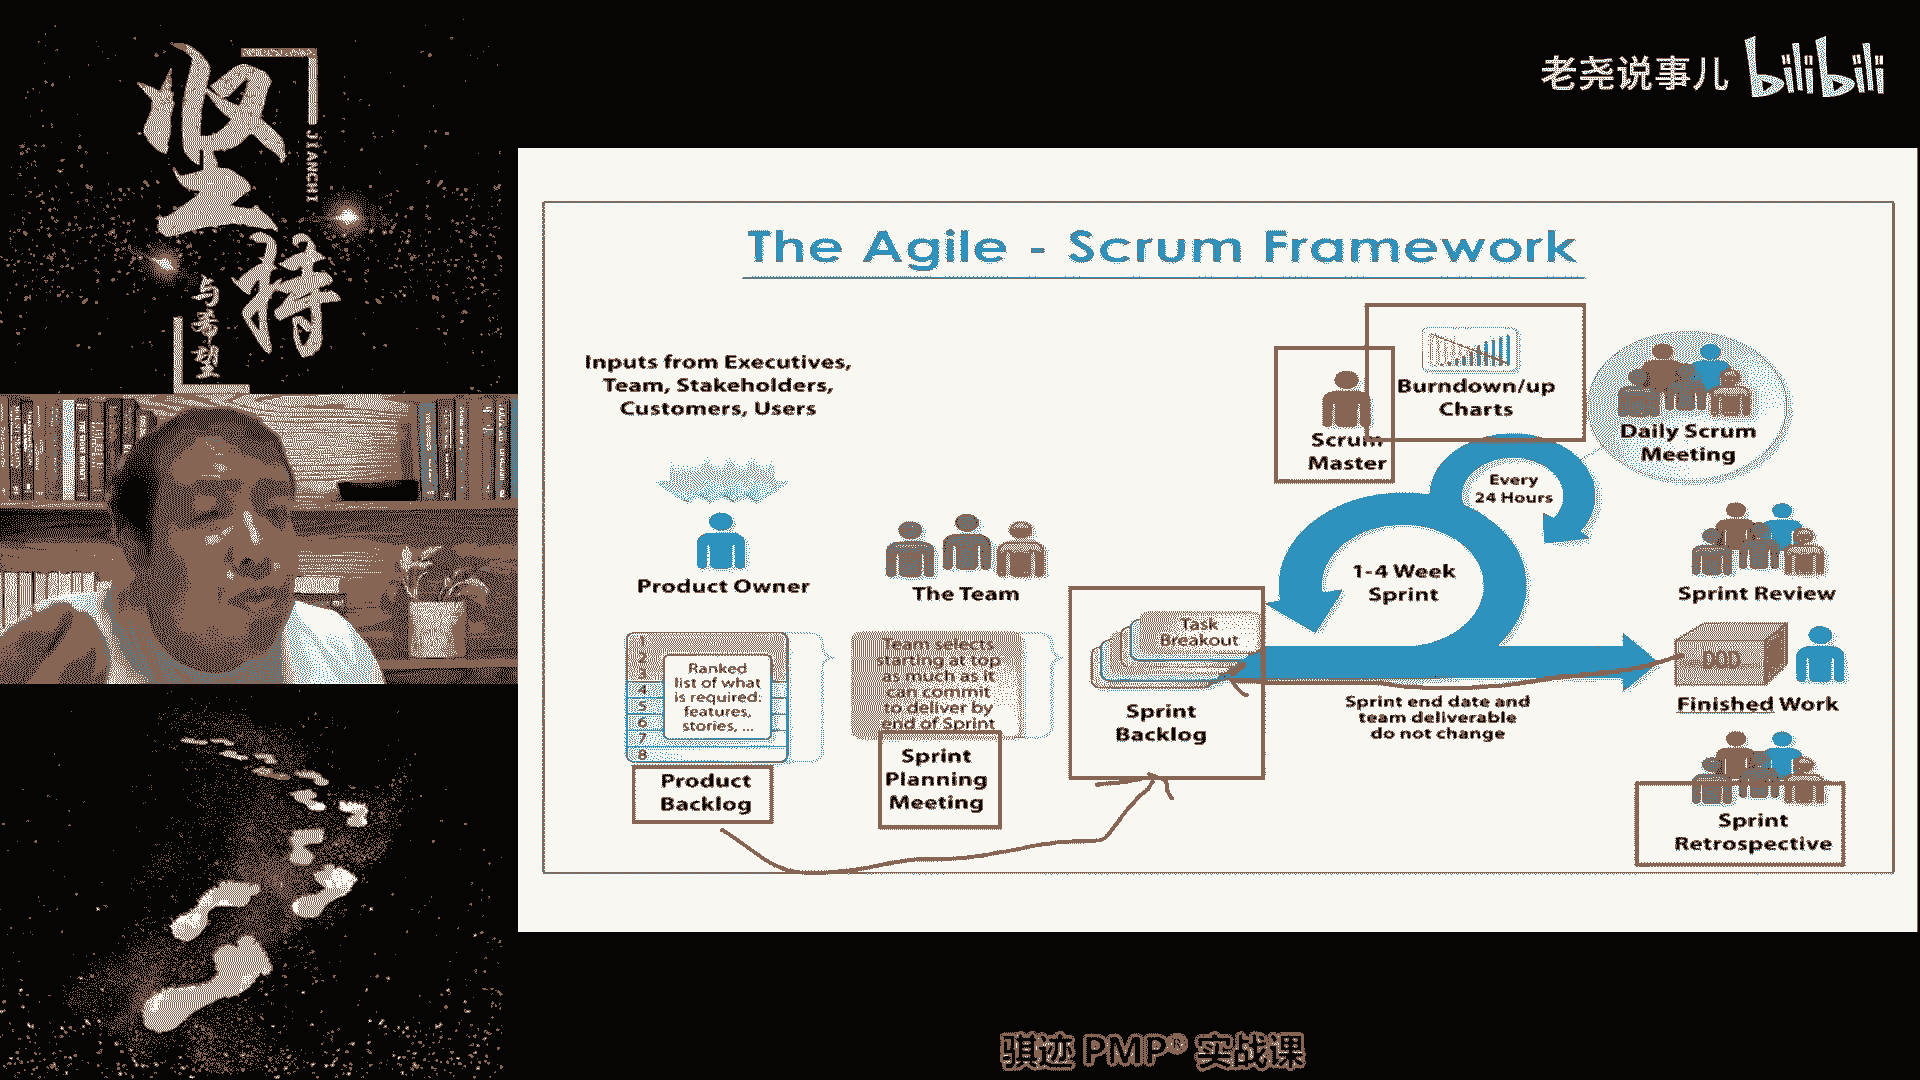 坚
持
JIANCHI
与希望
老尧说事儿 bilibili
The Agile - Scrum Framework
Inputs from Executives,
Team, Stakeholders,
Customers, Users
Product Owner
The Team
1
2
3
4
5
6
7
8
Ranked
list of what
is required:
features,
stories, ...
Product
Backlog
Team selects
starting at top
as much as it
can commit
to deliver by
end of Sprint
Sprint
Planning
Meeting
Task
Breakout
Sprint
Backlog
Scrum
Master
Burndown/up
Charts
Every
24 Hours
1-4 Week
Sprint
Sprint end date and
team deliverable
do not change
Daily Scrum
Meeting
Sprint Review
DOD
Finished Work
Sprint
Retrospective
骐迹 PMP® 实战课